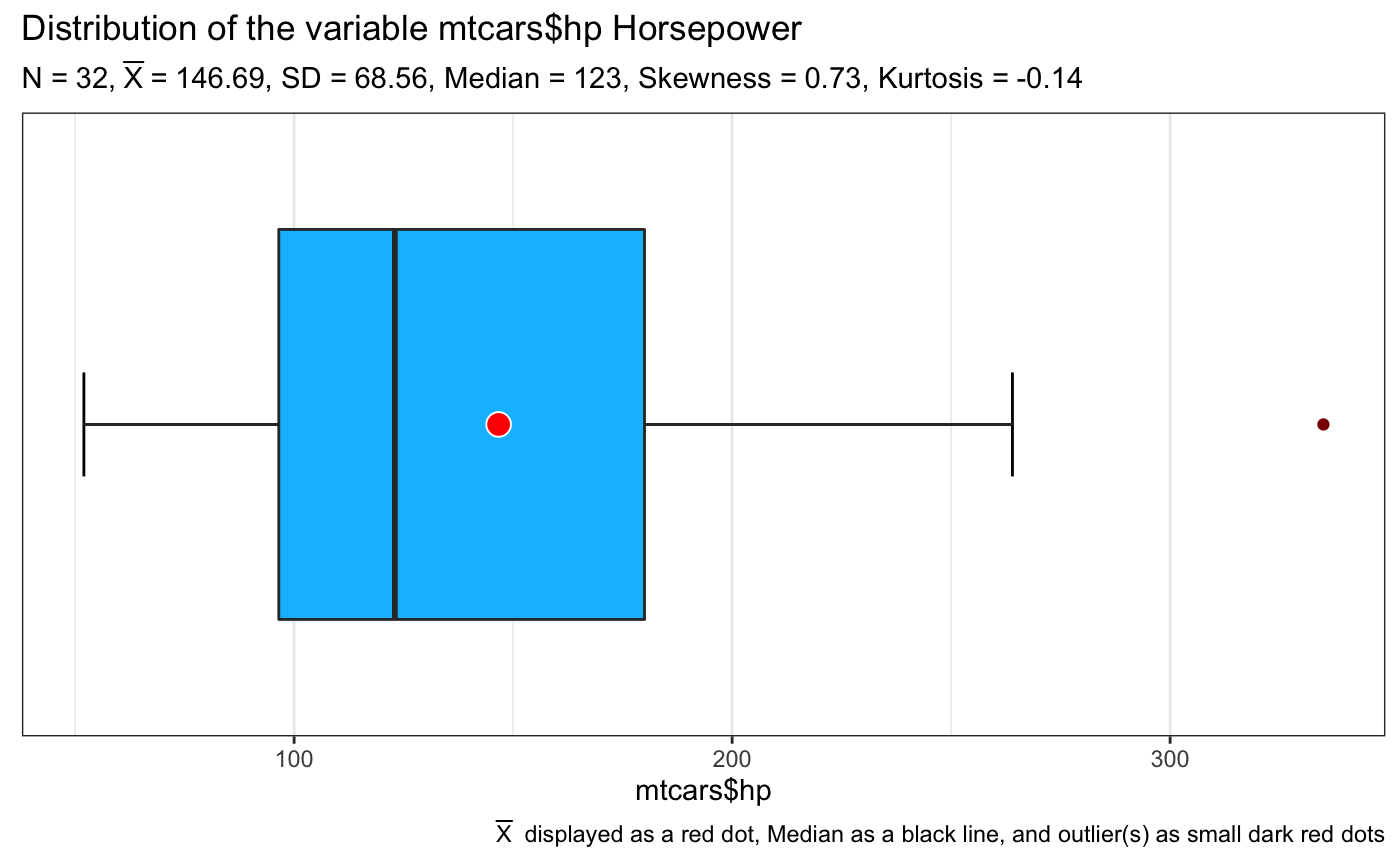 Distribution of the variable mtcars$hp Horsepower
N = 32, X̅ = 146.69, SD = 68.56, Median = 123, Skewness = 0.73, Kurtosis = -0.14
100 200 300
mtcars$hp
X̅ displayed as a red dot, Median as a black line, and outlier(s) as small dark red dots